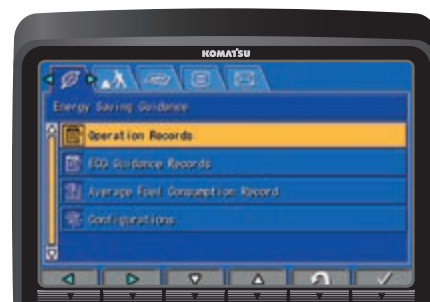 KOMATSU
Energy Saving Guidance
Operation Records
ECO Guidance Records
Average Fuel Consumption Record
Configurations